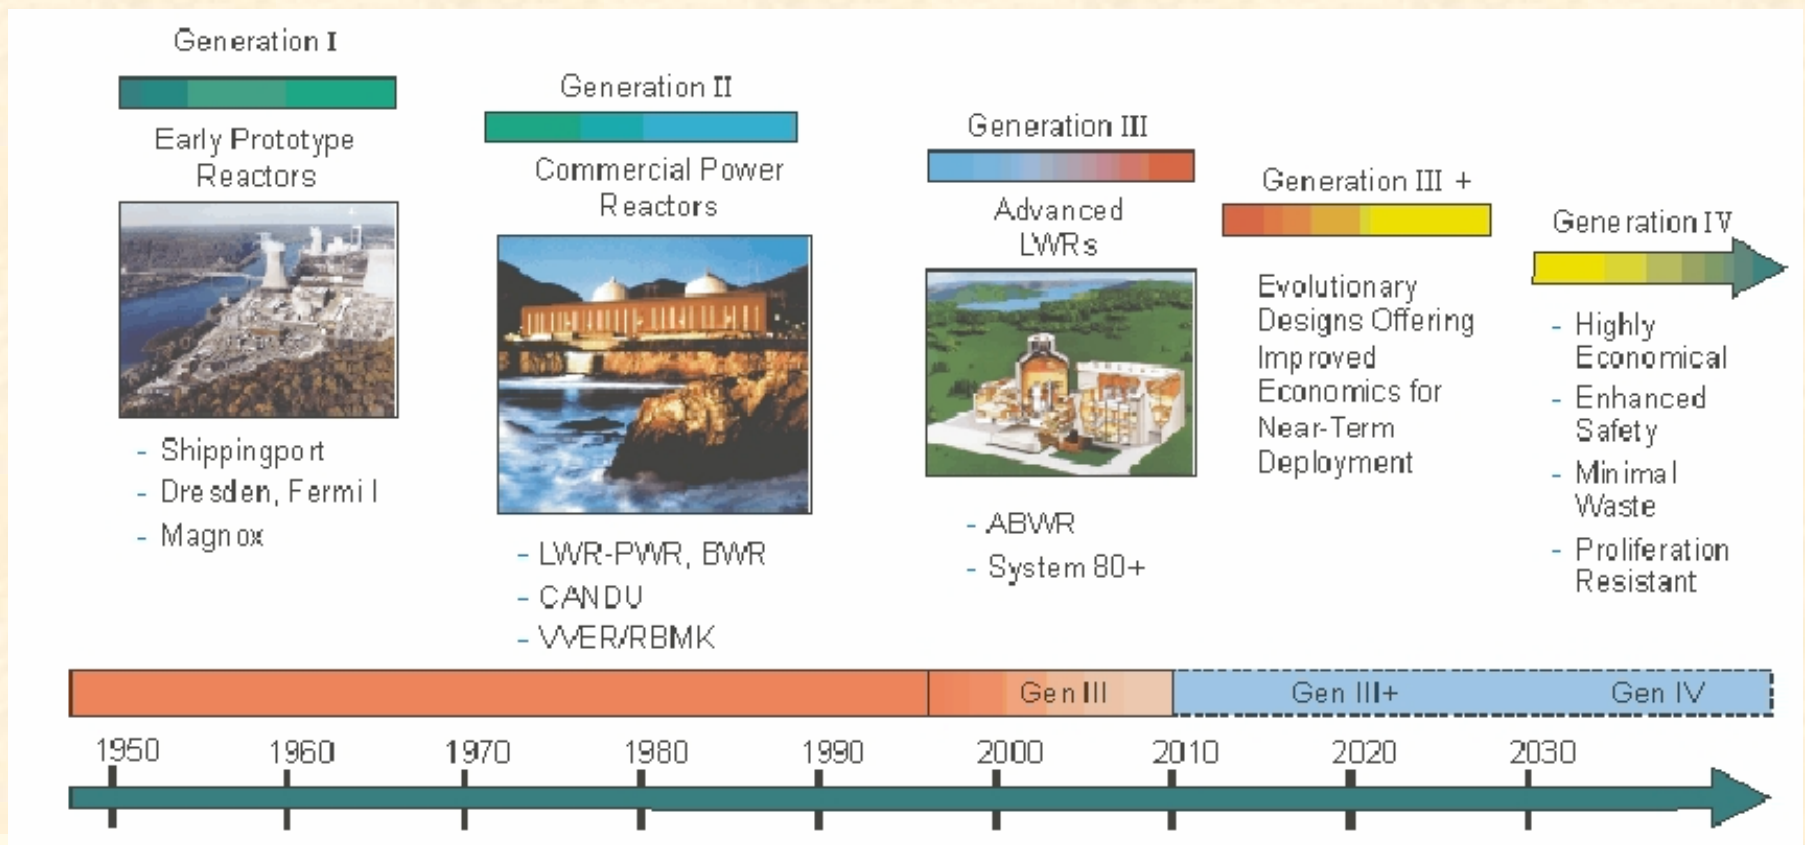 Generation I
Early Prototype
Reactors
- Shippingport
- Dresden, Fermi I
- Magnox
Generation II
Commercial Power
Reactors
- LWR-PWR, BWR
- CANDU
- VVER/RBMK
Generation III
Advanced
LWRs
- ABWR
- System 80+
Generation III +
Evolutionary
Designs Offering
Improved
Economics for
Near-Term
Deployment
Generation IV
- Highly
Economical
- Enhanced
Safety
- Minimal
Waste
- Proliferation
Resistant
Gen III
Gen III+
Gen IV
1950
1960
1970
1980
1990
2000
2010
2020
2030